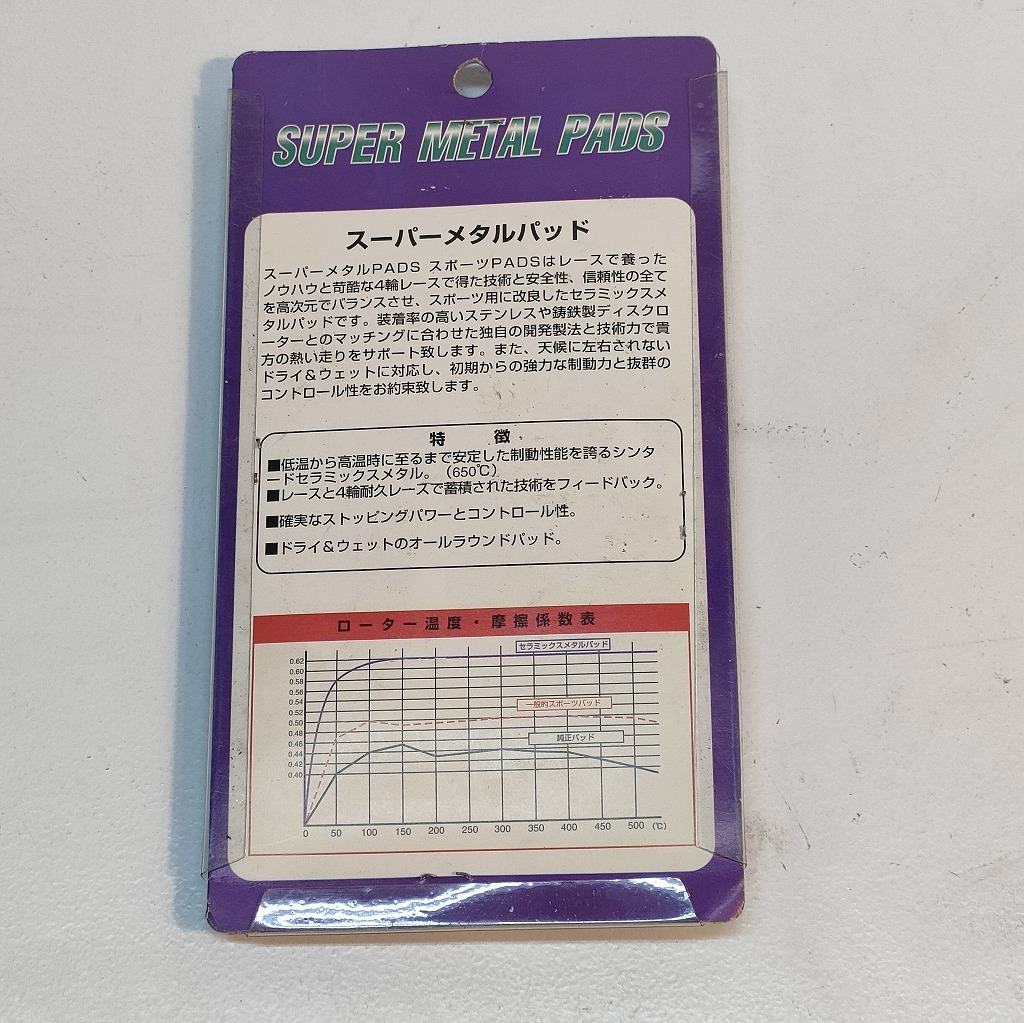 SUPER METAL PADS
スーパーメタルパッド
スーパーメタルPADS スポーツPADSはレースで養った
ノウハウと苛酷な4輪レースで得た技術と安全性、信頼性の全て
を高次元でバランスさせ、スポーツ用に改良したセラミックスメ
タルパッドです。装着率の高いステンレスや鋳鉄製ディスクロ
ーターとのマッチングに合わせた独自の開発製法と技術力で貴
方の熱い走りをサポート致します。また、天候に左右されない
ドライ＆ウェットに対応し、初期からの強力な制動力と抜群の
コントロール性をお約束致します。
特　徴
■低温から高温時に至るまで安定した制動性能を誇るシンタ
ードセラミックスメタル。（650℃）
■レースと4輪耐久レースで蓄積された技術をフィードバック。
■確実なストッピングパワーとコントロール性。
■ドライ＆ウェットのオールラウンドパッド。
ローター温度・摩擦係数表
セラミックスメタルパッド
0.62
0.60
0.58
0.56
0.54
一般的スポーツパッド
0.52
0.50
純正パッド
0.48
0.46
0.44
0.42
0.40
0 50 100 150 200 250 300 350 400 450 500 (℃)